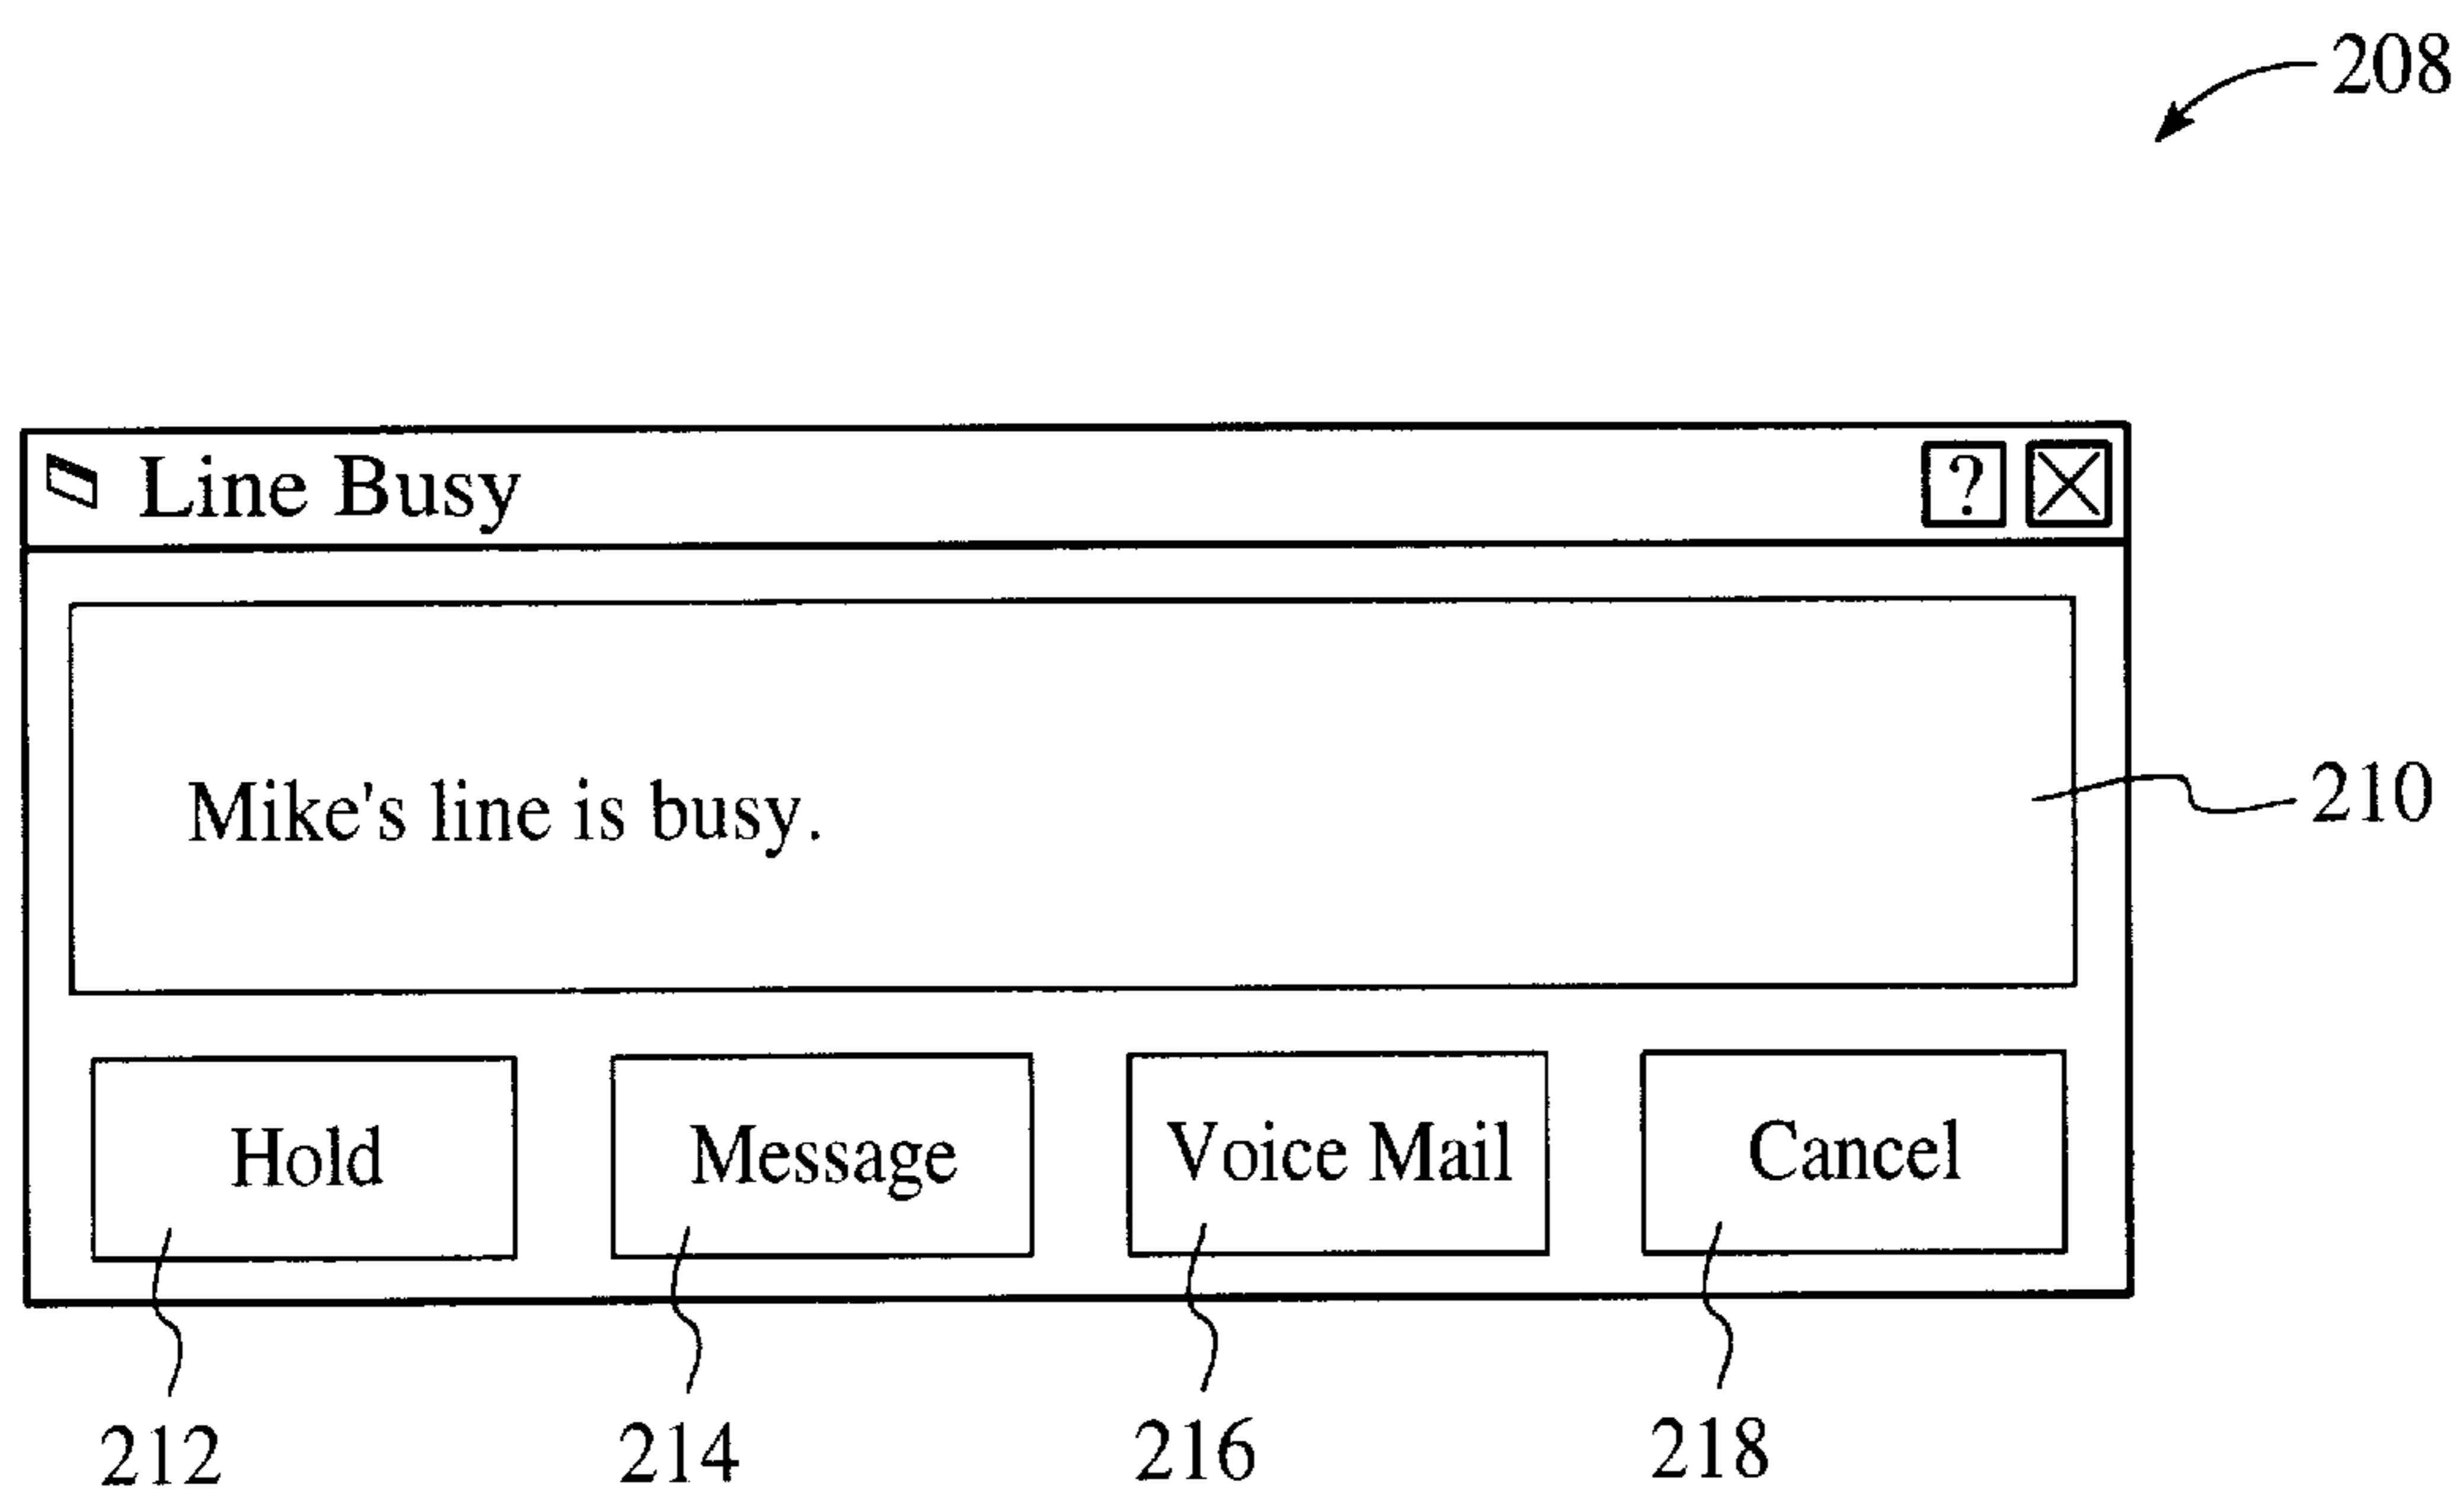 208
Line Busy ?
Mike's line is busy.
210
Hold Message Voice Mail Cancel
212 214 216 218